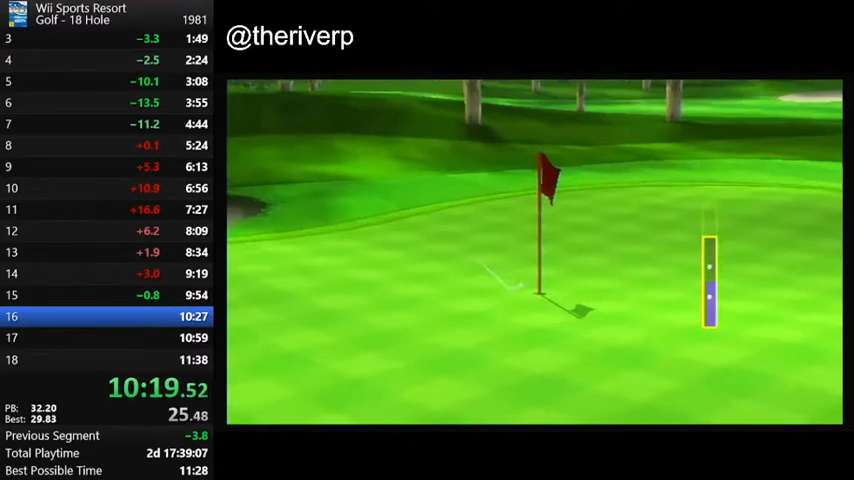 Wii Sports Resort
Golf - 18 Hole 1981
@theriverp
3 −3.3 1:49
4 −2.5 2:24
5 −10.1 3:08
6 −13.5 3:55
7 −11.2 4:44
8 +0.1 5:24
9 +5.3 6:13
10 +10.9 6:56
11 +16.6 7:27
12 +6.2 8:09
13 +1.9 8:34
14 +3.0 9:19
15 −0.8 9:54
16 10:27
17 10:59
18 11:38
10:19.52
PB: 32.20
Best: 29.83 25.48
Previous Segment −3.8
Total Playtime 2d 17:39:07
Best Possible Time 11:28